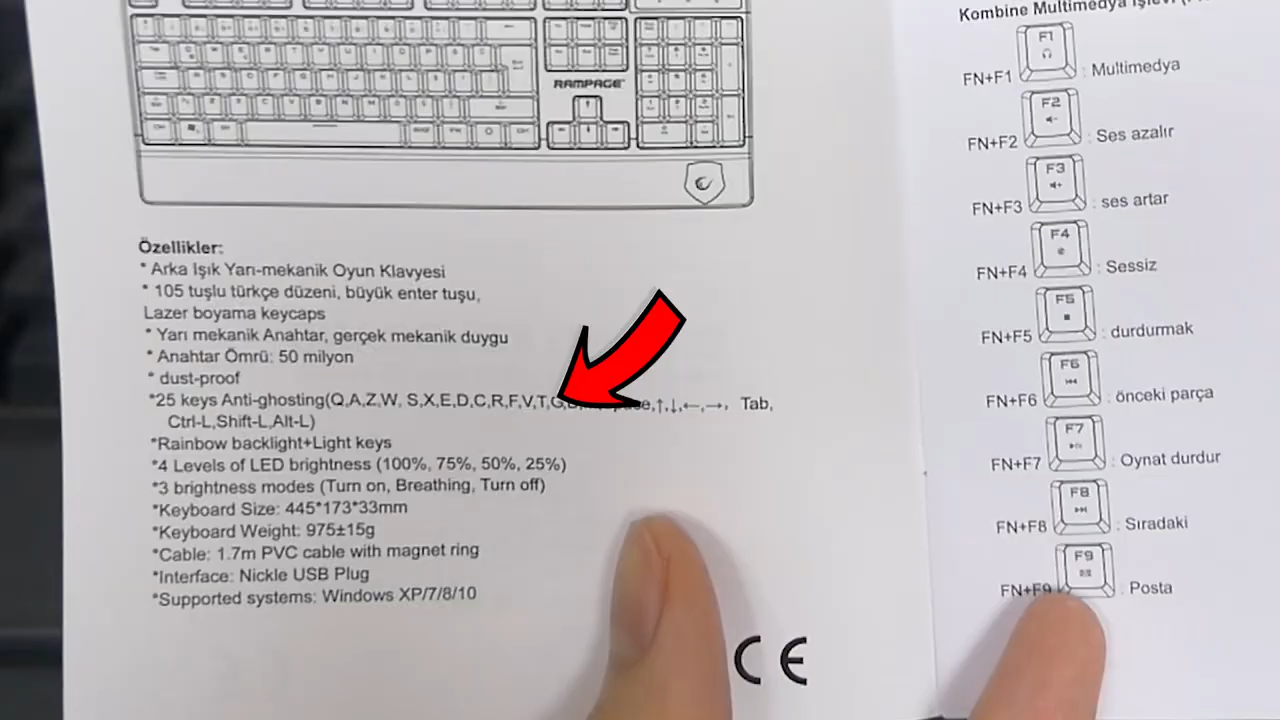 RAMPAGE
Özellikler:
* Arka Işık Yarı-mekanik Oyun Klavyesi
* 105 tuşlu türkçe düzeni, büyük enter tuşu,
Lazer boyama keycaps
* Yarı mekanik Anahtar, gerçek mekanik duygu
* Anahtar Ömrü: 50 milyon
* dust-proof
*25 keys Anti-ghosting(Q,A,Z,W, S,X,E,D,C,R,F,V,T,G, ,↑,↓,←,→, Tab,
Ctrl-L,Shift-L,Alt-L)
*Rainbow backlight+Light keys
*4 Levels of LED brightness (100%, 75%, 50%, 25%)
*3 brightness modes (Turn on, Breathing, Turn off)
*Keyboard Size: 445*173*33mm
*Keyboard Weight: 975±15g
*Cable: 1.7m PVC cable with magnet ring
*Interface: Nickle USB Plug
*Supported systems: Windows XP/7/8/10
CE
Kombine Multimedya İşlevi
FN+F1 F1 : Multimedya
FN+F2 F2 : Ses azalır
FN+F3 F3 : ses artar
FN+F4 F4 : Sessiz
FN+F5 F5 : durdurmak
FN+F6 F6 : önceki parça
FN+F7 F7 : Oynat durdur
FN+F8 F8 : Sıradaki
FN+F9 F9 : Posta